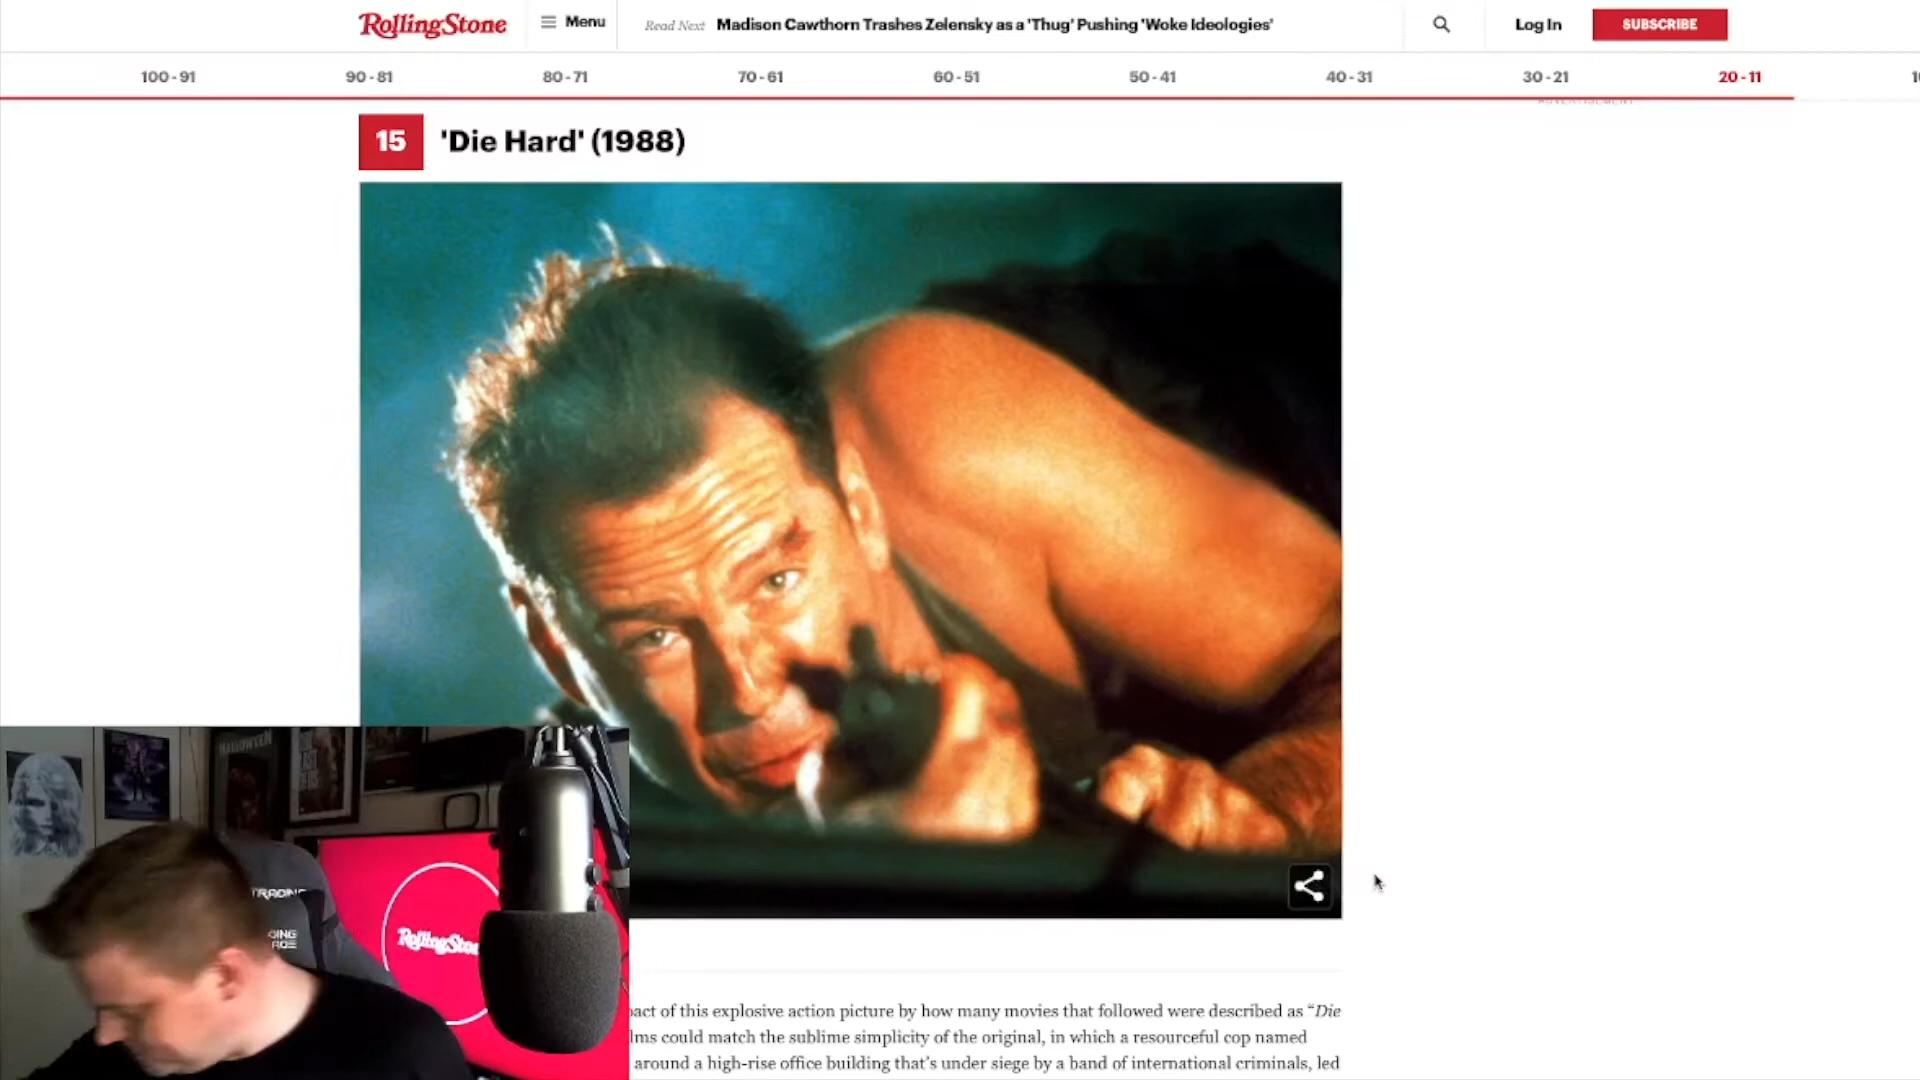 RollingStone
Menu
Read Next Madison Cawthorn Trashes Zelensky as a 'Thug' Pushing 'Woke Ideologies'
Log In
SUBSCRIBE
100-91 90-81 80-71 70-61 60-51 50-41 40-31 30-21 20-11
ADVERTISEMENT
15 'Die Hard' (1988)
HALLOWEEN
RollingSto
act of this explosive action picture by how many movies that followed were described as “Die
lms could match the sublime simplicity of the original, in which a resourceful cop named
around a high-rise office building that’s under siege by a band of international criminals, led